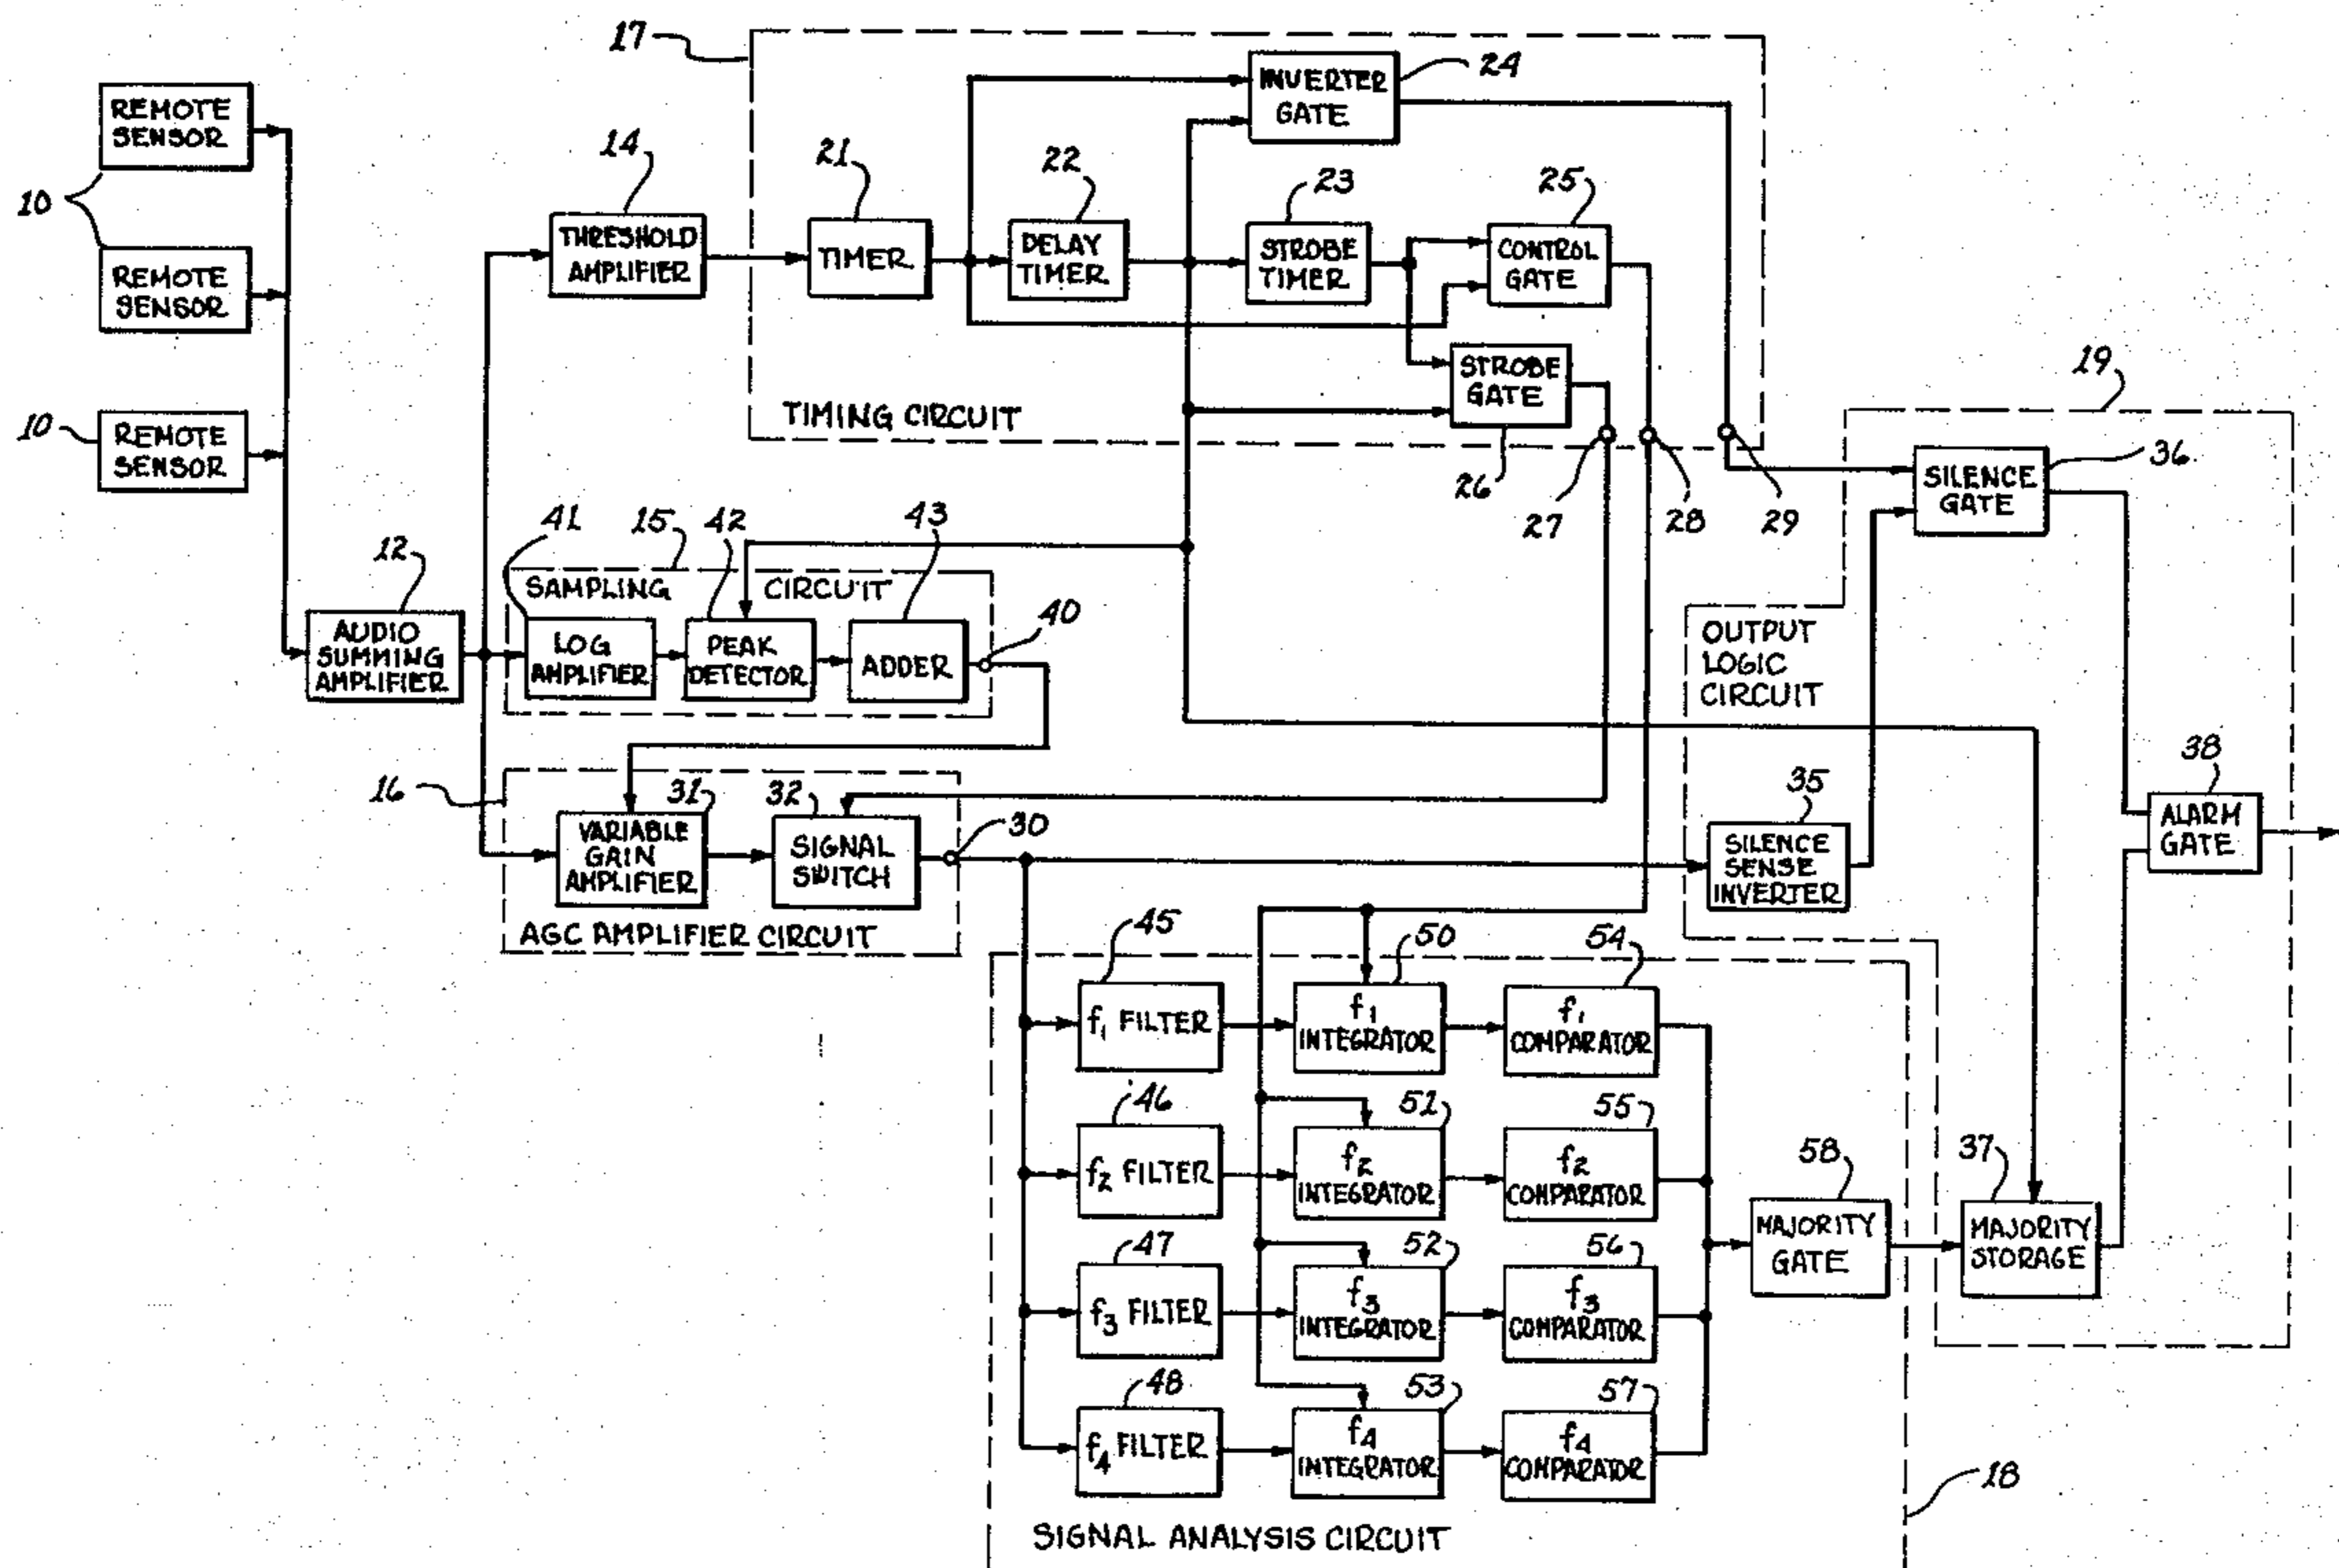 17
24
INVERTER
GATE
REMOTE
SENSOR
10
14
21
22
23
25
REMOTE
SENSOR
THRESHOLD
AMPLIFIER
TIMER
DELAY
TIMER
STROBE
TIMER
CONTROL
GATE
STROBE
GATE
19
TIMING CIRCUIT
10
REMOTE
SENSOR
26
27
28
29
SILENCE
GATE
36
41
15
42
43
12
SAMPLING CIRCUIT
40
AUDIO
SUMMING
AMPLIFIER
LOG
AMPLIFIER
PEAK
DETECTOR
ADDER
OUTPUT
LOGIC
CIRCUIT
16
31
32
30
35
38
VARIABLE
GAIN
AMPLIFIER
SIGNAL
SWITCH
SILENCE
SENSE
INVERTER
ALARM
GATE
AGC AMPLIFIER CIRCUIT
45
50
54
f1 FILTER
f1
INTEGRATOR
f1
COMPARATOR
46
51
55
f2 FILTER
f2
INTEGRATOR
f2
COMPARATOR
58
37
MAJORITY
GATE
MAJORITY
STORAGE
47
52
56
f3 FILTER
f3
INTEGRATOR
f3
COMPARATOR
48
53
57
f4 FILTER
f4
INTEGRATOR
f4
COMPARATOR
18
SIGNAL ANALYSIS CIRCUIT